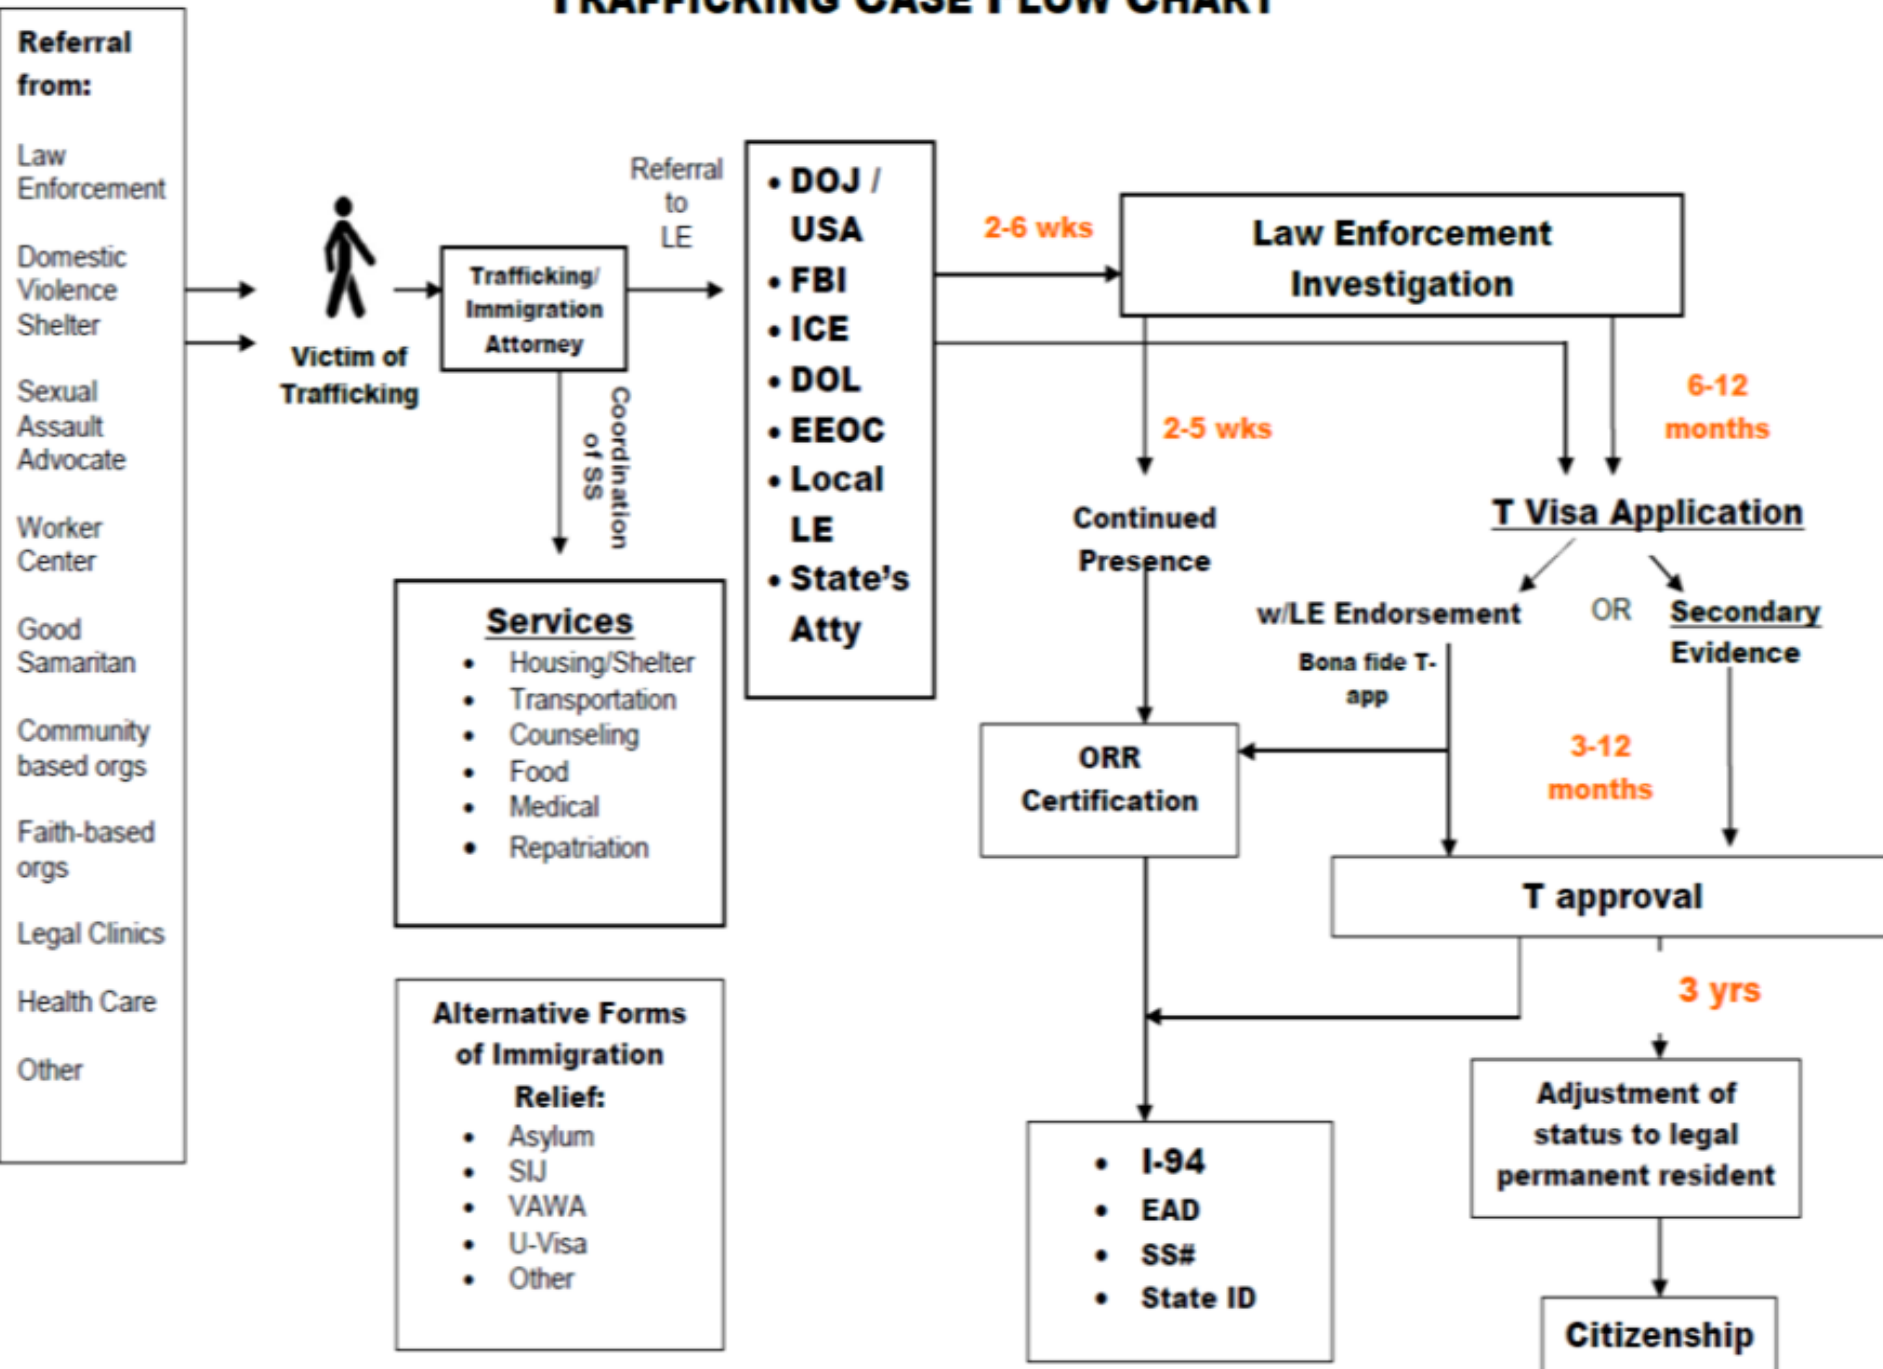 TRAFFICKING CASE FLOW CHART
Referral
from:
Law
Enforcement
Domestic
Violence
Shelter
Sexual
Assault
Advocate
Worker
Center
Good
Samaritan
Community
based orgs
Faith-based
orgs
Legal Clinics
Health Care
Other
Victim of
Trafficking
Trafficking/
Immigration
Attorney
Referral
to
LE
Coordination
of SS
Services
• Housing/Shelter
• Transportation
• Counseling
• Food
• Medical
• Repatriation
Alternative Forms
of Immigration
Relief:
• Asylum
• SIJ
• VAWA
• U-Visa
• Other
• DOJ /
USA
• FBI
• ICE
• DOL
• EEOC
• Local
LE
• State's
Atty
2-6 wks
Law Enforcement
Investigation
2-5 wks
6-12
months
Continued
Presence
T Visa Application
w/LE Endorsement
OR
Secondary
Evidence
Bona fide T-
app
3-12
months
ORR
Certification
T approval
3 yrs
• I-94
• EAD
• SS#
• State ID
Adjustment of
status to legal
permanent resident
Citizenship